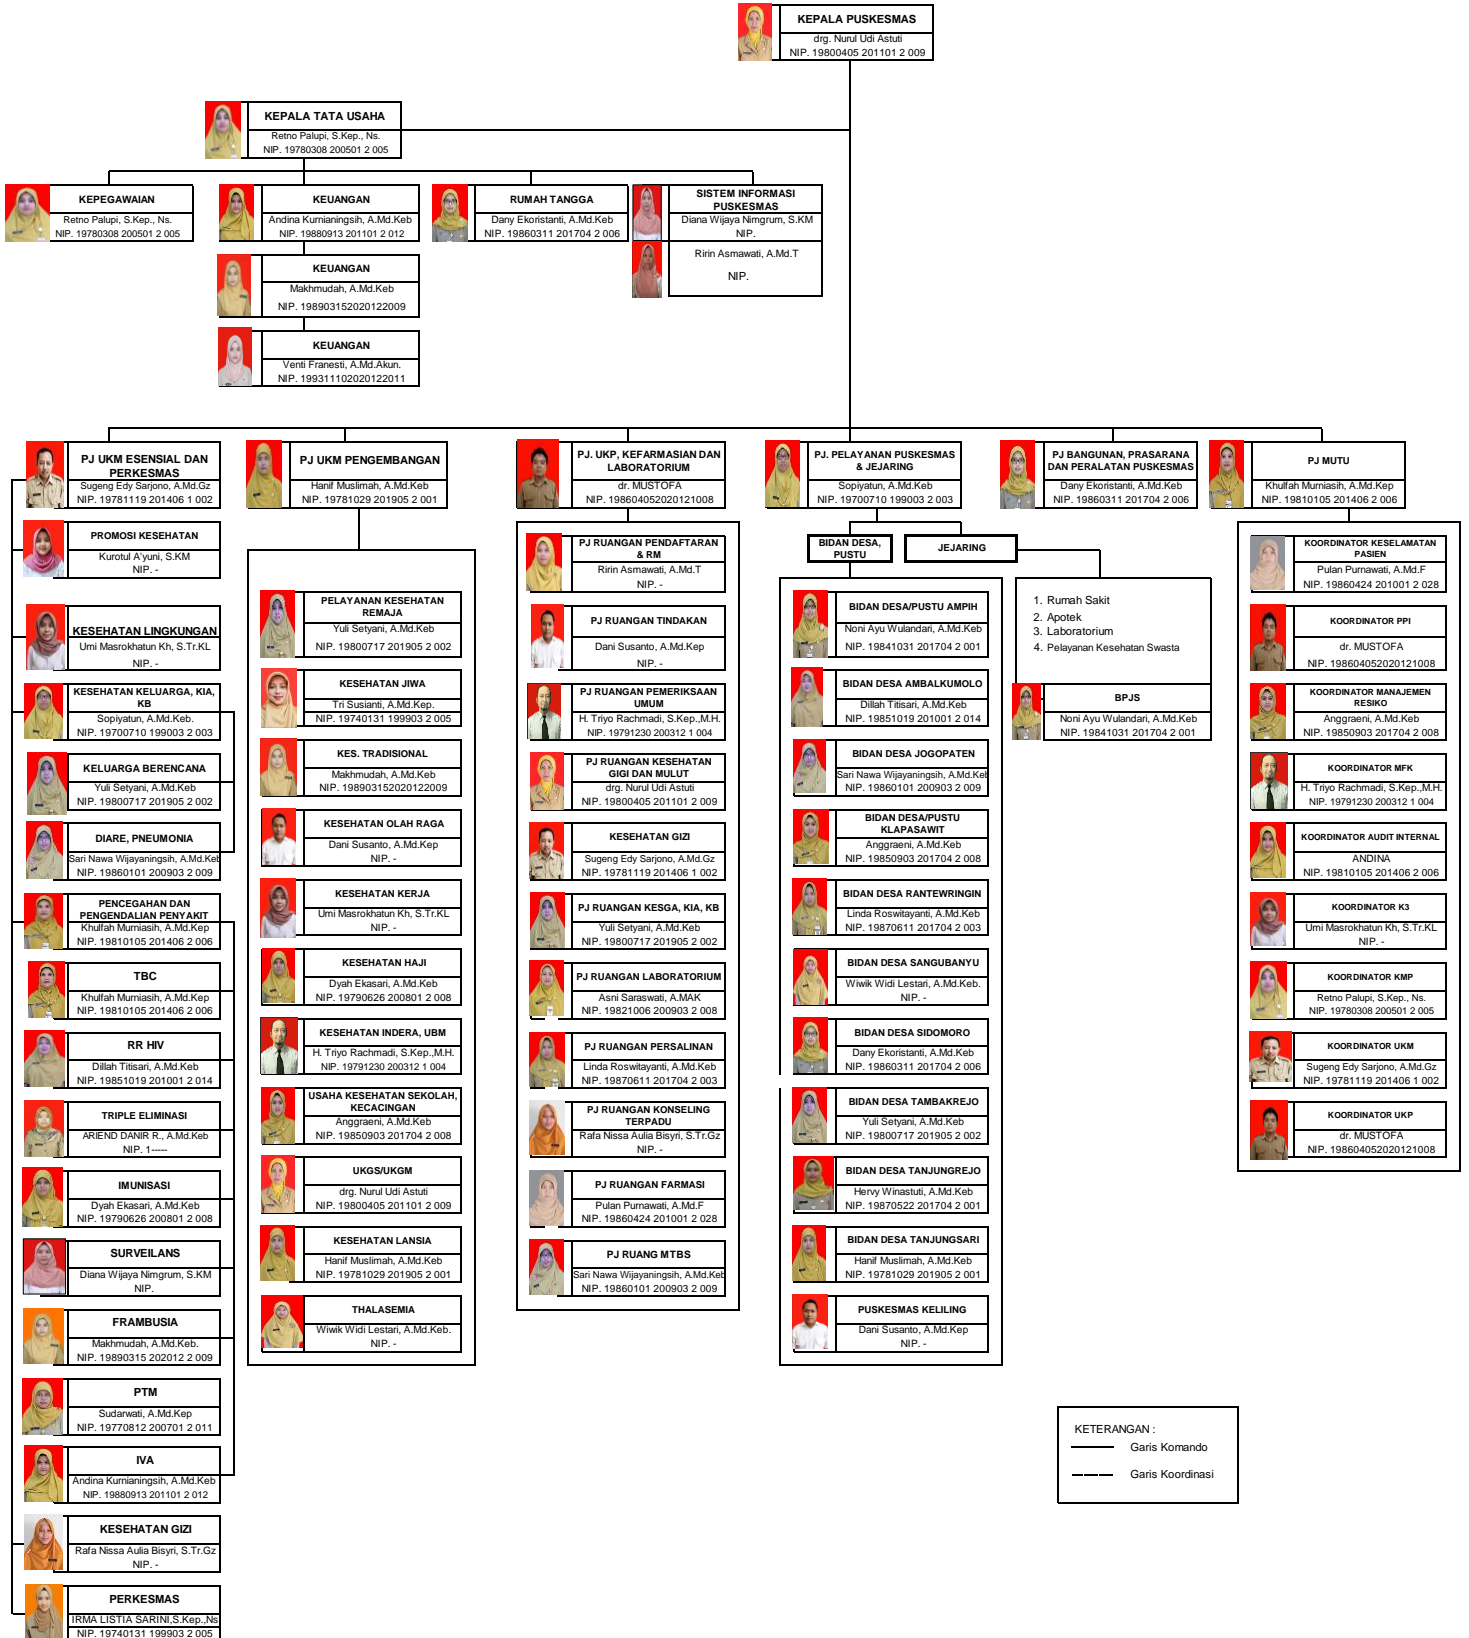 KEPALA PUSKESMAS
drg. Nurul Udi Astuti
NIP. 19800405 201101 2 009
KEPALA TATA USAHA
Retno Palupi, S.Kep., Ns.
NIP. 19780308 200501 2 005
KEPEGAWAIAN
Retno Palupi, S.Kep., Ns.
NIP. 19780308 200501 2 005
KEUANGAN
Andina Kurnianingsih, A.Md.Keb
NIP. 19880913 201101 2 012
RUMAH TANGGA
Dany Ekoristanti, A.Md.Keb
NIP. 19860311 201704 2 006
SISTEM INFORMASI
PUSKESMAS
Diana Wijaya Nimgrum, S.KM
NIP.
Ririn Asmawati, A.Md.T
NIP.
KEUANGAN
Makhmudah, A.Md.Keb
NIP. 198903152020122009
KEUANGAN
Venti Franesti, A.Md.Akun.
NIP. 199311102020122011
PJ UKM ESENSIAL DAN
PERKESMAS
Sugeng Edy Sarjono, A.Md.Gz
NIP. 19781119 201406 1 002
PROMOSI KESEHATAN
Kurotul A'yuni, S.KM
NIP. -
KESEHATAN LINGKUNGAN
Umi Masrokhatun Kh, S.Tr.KL
NIP. -
KESEHATAN KELUARGA, KIA,
KB
Sopiyatun, A.Md.Keb.
NIP. 19700710 199003 2 003
KELUARGA BERENCANA
Yuli Setyani, A.Md.Keb
NIP. 19800717 201905 2 002
DIARE, PNEUMONIA
Sari Nawa Wijayaningsih, A.Md.Keb
NIP. 19860101 200903 2 009
PENCEGAHAN DAN
PENGENDALIAN PENYAKIT
Khulfah Murniasih, A.Md.Kep
NIP. 19810105 201406 2 006
TBC
Khulfah Murniasih, A.Md.Kep
NIP. 19810105 201406 2 006
RR HIV
Dillah Titisari, A.Md.Keb
NIP. 19851019 201001 2 014
TRIPLE ELIMINASI
ARIEND DANIR R., A.Md.Keb
NIP. 1-----
IMUNISASI
Dyah Ekasari, A.Md.Keb
NIP. 19790626 200801 2 008
SURVEILANS
Diana Wijaya Nimgrum, S.KM
NIP.
FRAMBUSIA
Makhmudah, A.Md.Keb.
NIP. 19890315 202012 2 009
PTM
Sudarwati, A.Md.Kep
NIP. 19770812 200701 2 011
IVA
Andina Kurnianingsih, A.Md.Keb
NIP. 19880913 201101 2 012
KESEHATAN GIZI
Rafa Nissa Aulia Bisyri, S.Tr.Gz
NIP. -
PERKESMAS
IRMA LISTIA SARINI,S.Kep.,Ns
NIP. 19740131 199903 2 005
PJ UKM PENGEMBANGAN
Hanif Muslimah, A.Md.Keb
NIP. 19781029 201905 2 001
PELAYANAN KESEHATAN
REMAJA
Yuli Setyani, A.Md.Keb
NIP. 19800717 201905 2 002
KESEHATAN JIWA
Tri Susianti, A.Md.Kep.
NIP. 19740131 199903 2 005
KES. TRADISIONAL
Makhmudah, A.Md.Keb
NIP. 198903152020122009
KESEHATAN OLAH RAGA
Dani Susanto, A.Md.Kep
NIP. -
KESEHATAN KERJA
Umi Masrokhatun Kh, S.Tr.KL
NIP. -
KESEHATAN HAJI
Dyah Ekasari, A.Md.Keb
NIP. 19790626 200801 2 008
KESEHATAN INDERA, UBM
H. Triyo Rachmadi, S.Kep.,M.H.
NIP. 19791230 200312 1 004
USAHA KESEHATAN SEKOLAH,
KECACINGAN
Anggraeni, A.Md.Keb
NIP. 19850903 201704 2 008
UKGS/UKGM
drg. Nurul Udi Astuti
NIP. 19800405 201101 2 009
KESEHATAN LANSIA
Hanif Muslimah, A.Md.Keb
NIP. 19781029 201905 2 001
THALASEMIA
Wiwik Widi Lestari, A.Md.Keb.
NIP. -
PJ. UKP, KEFARMASIAN DAN
LABORATORIUM
dr. MUSTOFA
NIP. 198604052020121008
PJ RUANGAN PENDAFTARAN
& RM
Ririn Asmawati, A.Md.T
NIP. -
PJ RUANGAN TINDAKAN
Dani Susanto, A.Md.Kep
NIP. -
PJ RUANGAN PEMERIKSAAN
UMUM
H. Triyo Rachmadi, S.Kep.,M.H.
NIP. 19791230 200312 1 004
PJ RUANGAN KESEHATAN
GIGI DAN MULUT
drg. Nurul Udi Astuti
NIP. 19800405 201101 2 009
KESEHATAN GIZI
Sugeng Edy Sarjono, A.Md.Gz
NIP. 19781119 201406 1 002
PJ RUANGAN KESGA, KIA, KB
Yuli Setyani, A.Md.Keb
NIP. 19800717 201905 2 002
PJ RUANGAN LABORATORIUM
Asni Saraswati, A.MAK
NIP. 19821006 200903 2 008
PJ RUANGAN PERSALINAN
Linda Roswitayanti, A.Md.Keb
NIP. 19870611 201704 2 003
PJ RUANGAN KONSELING
TERPADU
Rafa Nissa Aulia Bisyri, S.Tr.Gz
NIP. -
PJ RUANGAN FARMASI
Pulan Purnawati, A.Md.F
NIP. 19860424 201001 2 028
PJ RUANG MTBS
Sari Nawa Wijayaningsih, A.Md.Keb
NIP. 19860101 200903 2 009
PJ. PELAYANAN PUSKESMAS
& JEJARING
Sopiyatun, A.Md.Keb
NIP. 19700710 199003 2 003
BIDAN DESA,
PUSTU
JEJARING
BIDAN DESA/PUSTU AMPIH
Noni Ayu Wulandari, A.Md.Keb
NIP. 19841031 201704 2 001
BIDAN DESA AMBALKUMOLO
Dillah Titisari, A.Md.Keb
NIP. 19851019 201001 2 014
BIDAN DESA JOGOPATEN
Sari Nawa Wijayaningsih, A.Md.Keb
NIP. 19860101 200903 2 009
BIDAN DESA/PUSTU
KLAPASAWIT
Anggraeni, A.Md.Keb
NIP. 19850903 201704 2 008
BIDAN DESA RANTEWRINGIN
Linda Roswitayanti, A.Md.Keb
NIP. 19870611 201704 2 003
BIDAN DESA SANGUBANYU
Wiwik Widi Lestari, A.Md.Keb.
NIP. -
BIDAN DESA SIDOMORO
Dany Ekoristanti, A.Md.Keb
NIP. 19860311 201704 2 006
BIDAN DESA TAMBAKREJO
Yuli Setyani, A.Md.Keb
NIP. 19800717 201905 2 002
BIDAN DESA TANJUNGREJO
Hervy Winastuti, A.Md.Keb
NIP. 19870522 201704 2 001
BIDAN DESA TANJUNGSARI
Hanif Muslimah, A.Md.Keb
NIP. 19781029 201905 2 001
PUSKESMAS KELILING
Dani Susanto, A.Md.Kep
NIP. -
1. Rumah Sakit
2. Apotek
3. Laboratorium
4. Pelayanan Kesehatan Swasta
BPJS
Noni Ayu Wulandari, A.Md.Keb
NIP. 19841031 201704 2 001
PJ BANGUNAN, PRASARANA
DAN PERALATAN PUSKESMAS
Dany Ekoristanti, A.Md.Keb
NIP. 19860311 201704 2 006
PJ MUTU
Khulfah Murniasih, A.Md.Kep
NIP. 19810105 201406 2 006
KOORDINATOR KESELAMATAN
PASIEN
Pulan Purnawati, A.Md.F
NIP. 19860424 201001 2 028
KOORDINATOR PPI
dr. MUSTOFA
NIP. 198604052020121008
KOORDINATOR MANAJEMEN
RESIKO
Anggraeni, A.Md.Keb
NIP. 19850903 201704 2 008
KOORDINATOR MFK
H. Triyo Rachmadi, S.Kep.,M.H.
NIP. 19791230 200312 1 004
KOORDINATOR AUDIT INTERNAL
ANDINA
NIP. 19810105 201406 2 006
KOORDINATOR K3
Umi Masrokhatun Kh, S.Tr.KL
NIP. -
KOORDINATOR KMP
Retno Palupi, S.Kep., Ns.
NIP. 19780308 200501 2 005
KOORDINATOR UKM
Sugeng Edy Sarjono, A.Md.Gz
NIP. 19781119 201406 1 002
KOORDINATOR UKP
dr. MUSTOFA
NIP. 198604052020121008
KETERANGAN :
Garis Komando
Garis Koordinasi